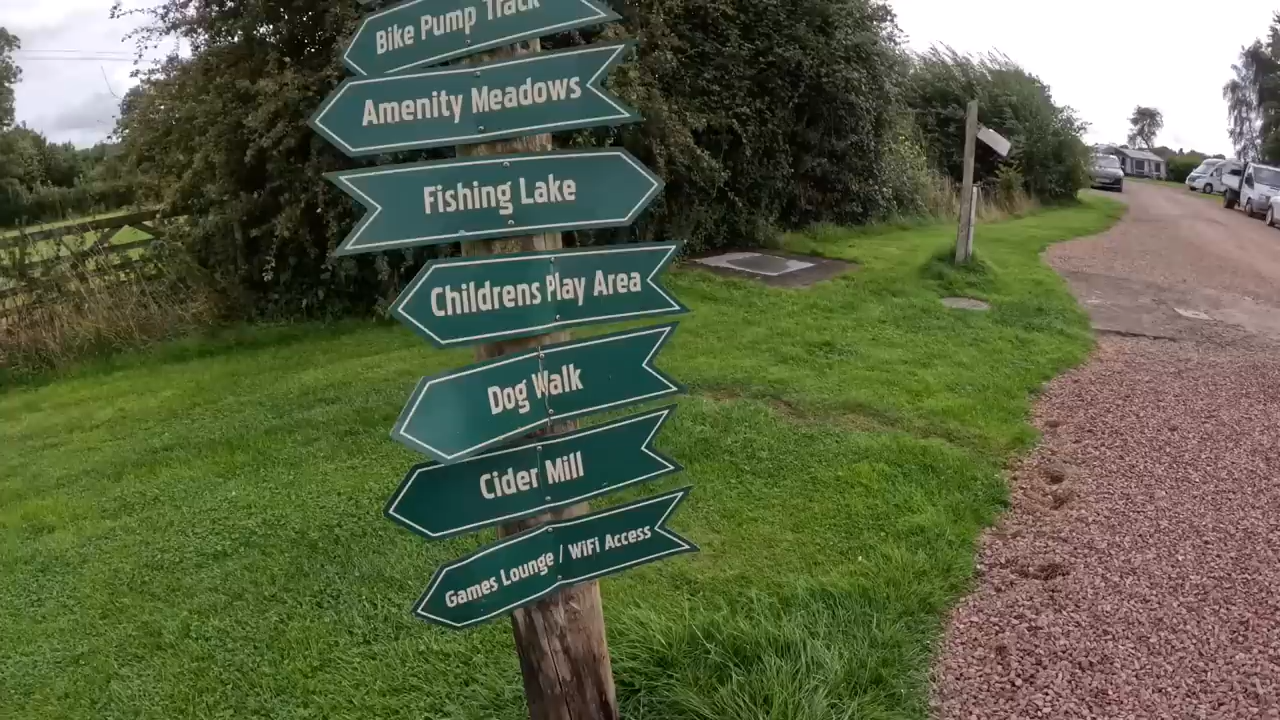 Bike Pump Track
Amenity Meadows
Fishing Lake
Childrens Play Area
Dog Walk
Cider Mill
Games Lounge / WiFi Access